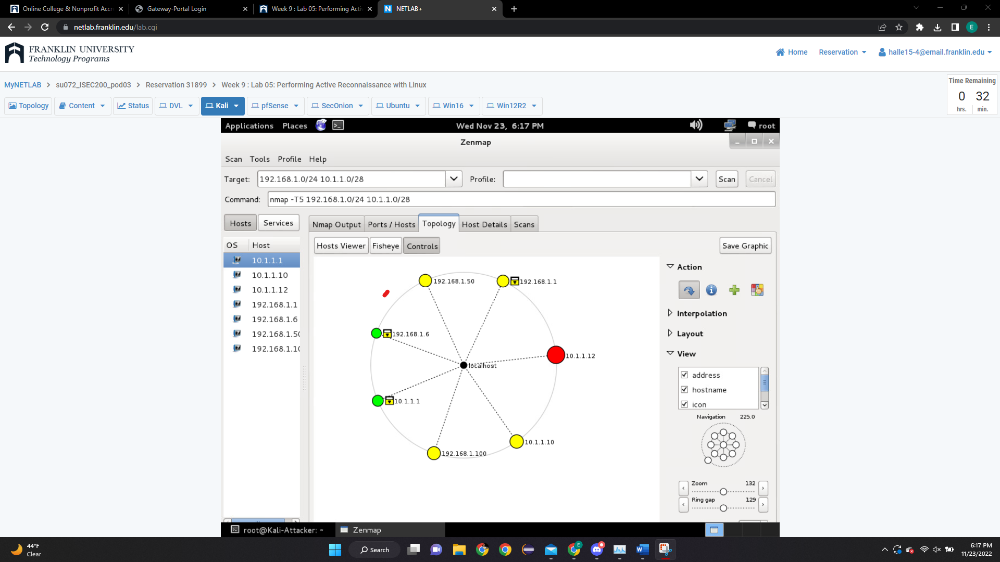 Online College & Nonprofit Accr
Gateway-Portal Login
Week 9 : Lab 05: Performing Activ
NETLAB+
netlab.franklin.edu/lab.cgi
E
FRANKLIN UNIVERSITY
Technology Programs
Home
Reservation
halle15-4@email.franklin.edu
MyNETLAB > su072_ISEC200_pod03 > Reservation 31899 > Week 9 : Lab 05: Performing Active Reconnaissance with Linux
Time Remaining
0 32
hrs. min.
Topology
Content
Status
DVL
Kali
pfSense
SecOnion
Ubuntu
Win16
Win12R2
Applications Places
Wed Nov 23, 6:17 PM
root
Zenmap
Scan Tools Profile Help
Target: 192.168.1.0/24 10.1.1.0/28
Profile:
Scan
Cancel
Command: nmap -T5 192.168.1.0/24 10.1.1.0/28
Hosts
Services
Nmap Output
Ports / Hosts
Topology
Host Details
Scans
OS Host
10.1.1.1
10.1.1.10
10.1.1.12
192.168.1.1
192.168.1.6
192.168.1.50
192.168.1.10
Hosts Viewer
Fisheye
Controls
Save Graphic
192.168.1.50
192.168.1.1
192.168.1.6
10.1.1.12
localhost
10.1.1.1
10.1.1.10
192.168.1.100
Action
Interpolation
Layout
View
address
hostname
icon
Navigation 225.0
Zoom 132
Ring gap 129
root@Kali-Attacker: ~
Zenmap
44°F
Clear
Search
E
6:17 PM
11/23/2022